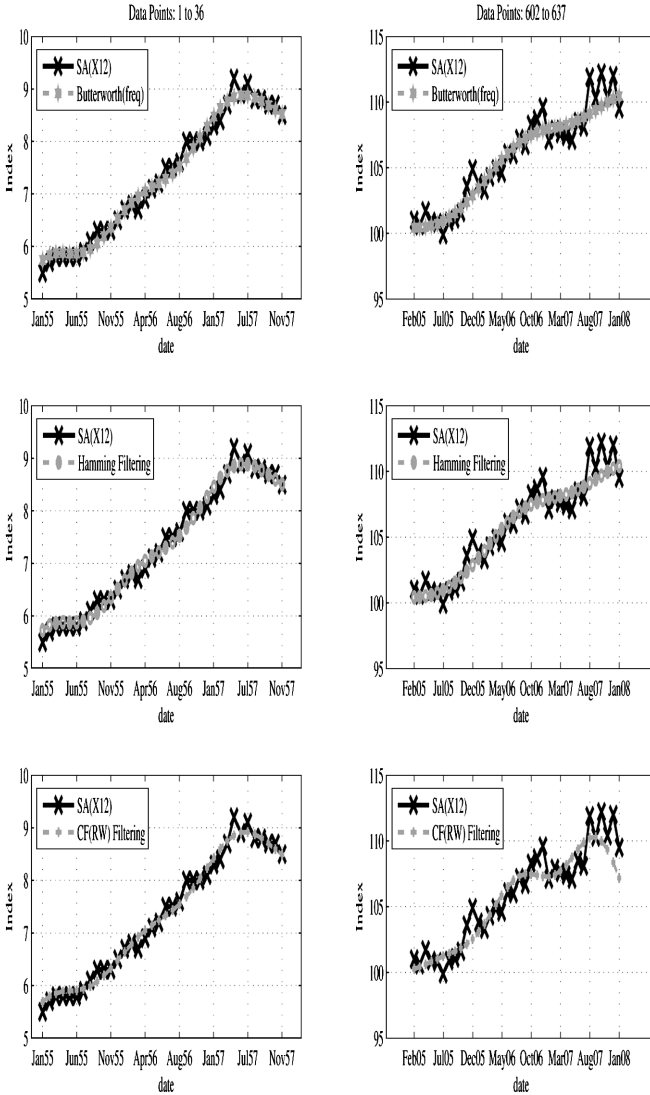 Data Points: 1 to 36
10
9
8
7
6
5
Index
SA(X12)
Butterworth(freq)
Jan55 Jun55 Nov55 Apr56 Aug56 Jan57 Jul57 Nov57
date
Data Points: 602 to 637
115
110
105
100
95
Index
SA(X12)
Butterworth(freq)
Feb05 Jul05 Dec05 May06 Oct06 Mar07 Aug07 Jan08
date
10
9
8
7
6
5
Index
SA(X12)
Hamming Filtering
Jan55 Jun55 Nov55 Apr56 Aug56 Jan57 Jul57 Nov57
date
115
110
105
100
95
Index
SA(X12)
Hamming Filtering
Feb05 Jul05 Dec05 May06 Oct06 Mar07 Aug07 Jan08
date
10
9
8
7
6
5
Index
SA(X12)
CF(RW) Filtering
Jan55 Jun55 Nov55 Apr56 Aug56 Jan57 Jul57 Nov57
date
115
110
105
100
95
Index
SA(X12)
CF(RW) Filtering
Feb05 Jul05 Dec05 May06 Oct06 Mar07 Aug07 Jan08
date